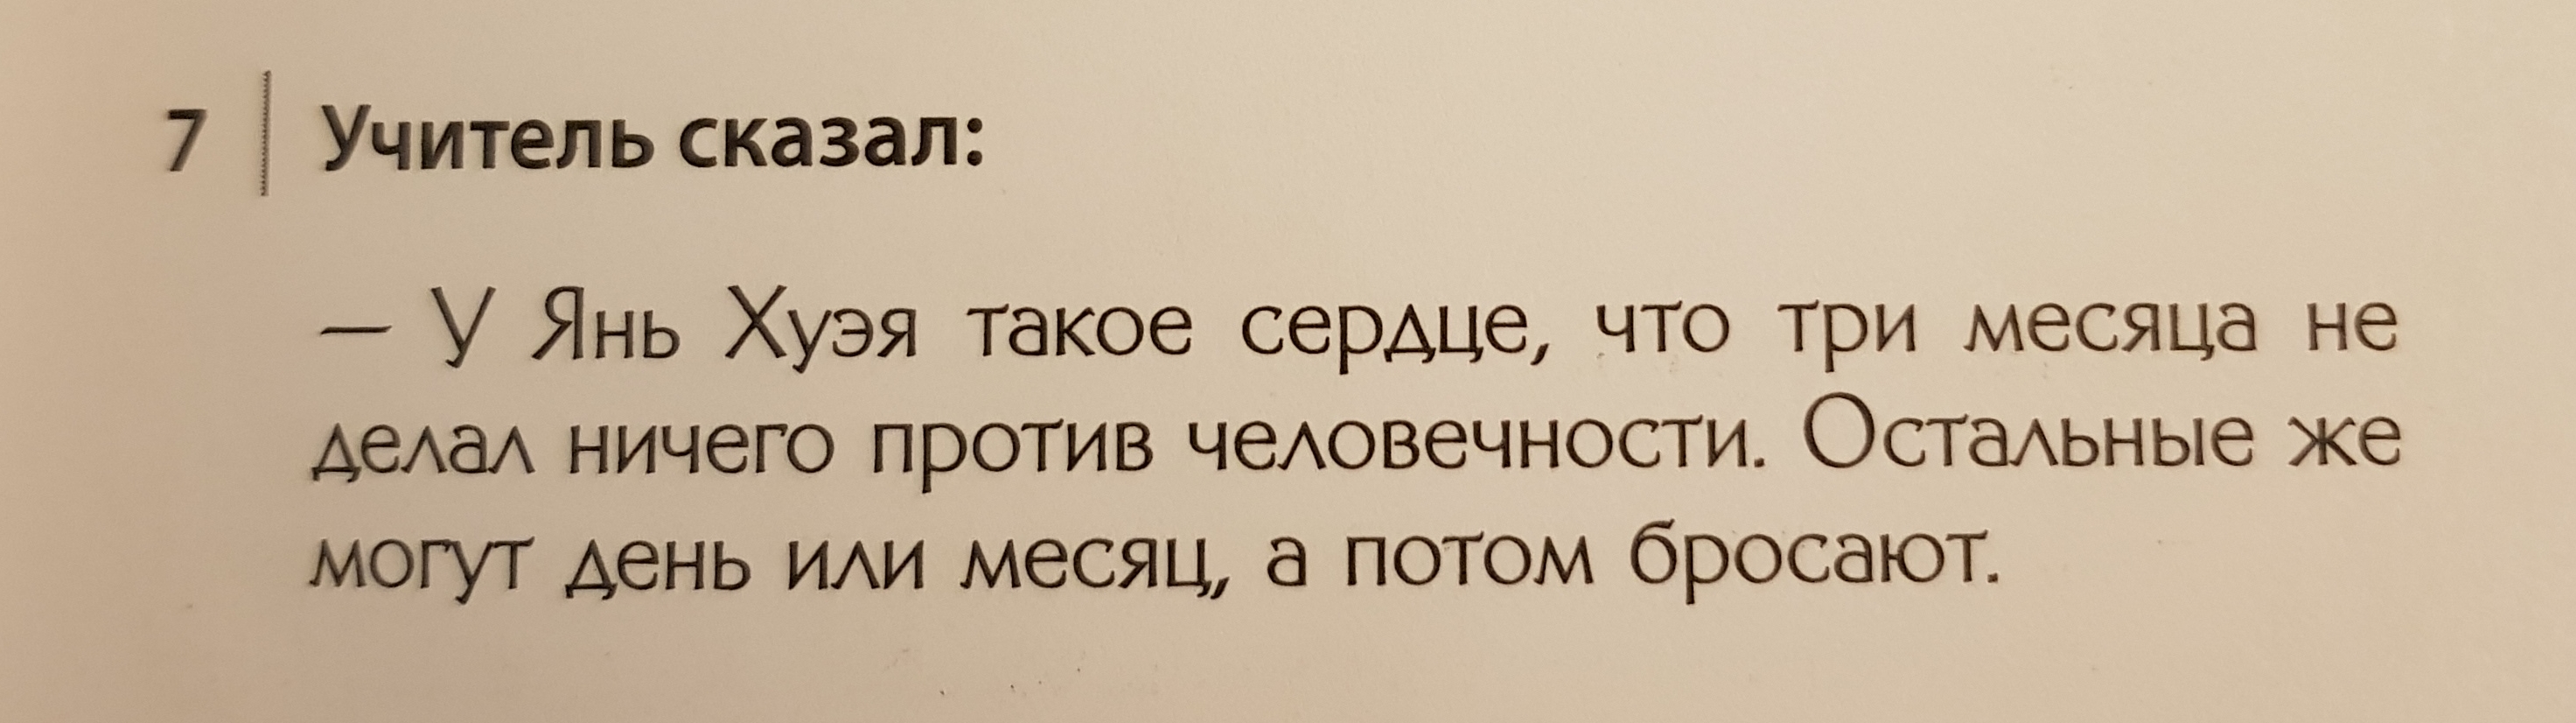 7 Учитель сказал:
— У Янь Хуэя такое сердце, что три месяца не
делал ничего против человечности. Остальные же
могут день или месяц, а потом бросают.